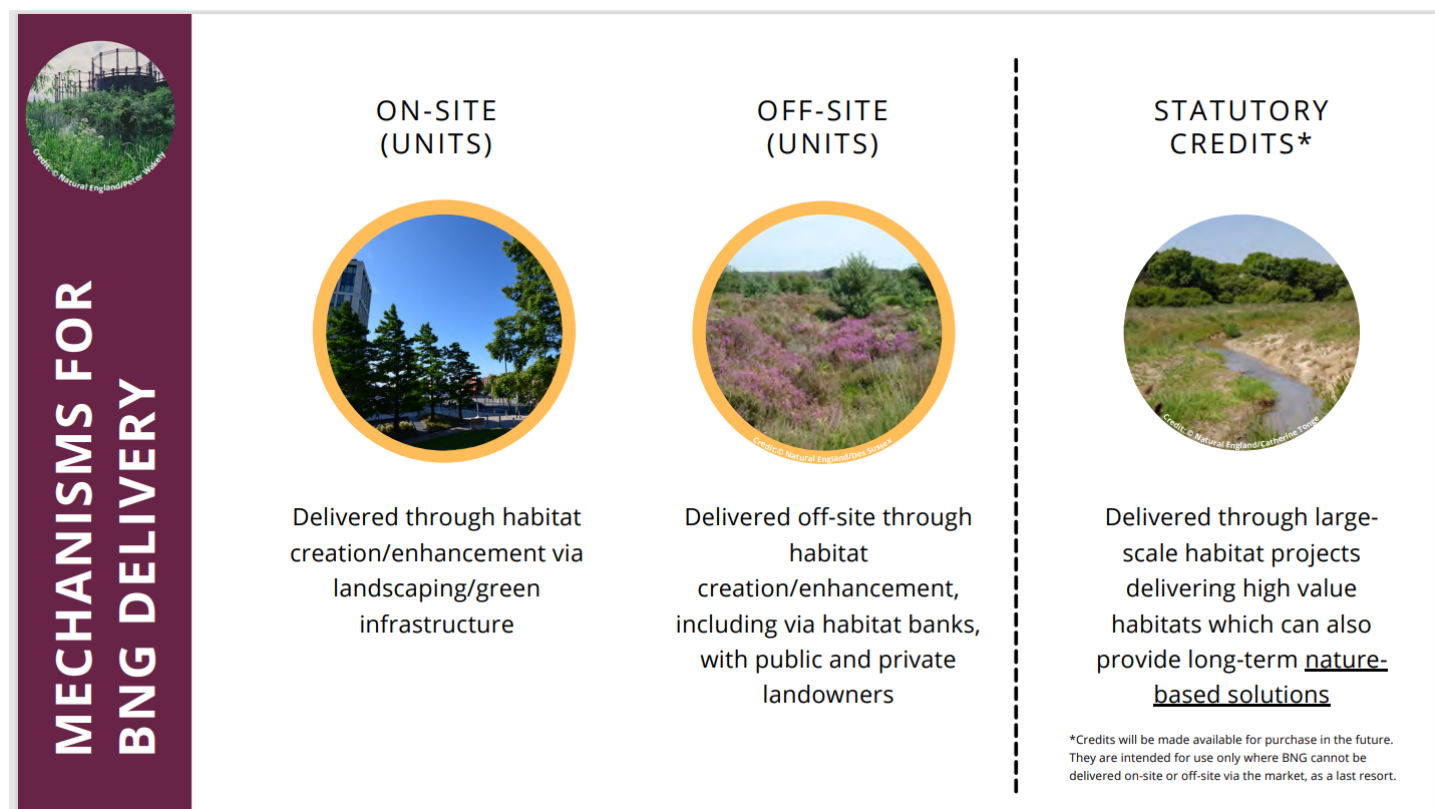 Credit: © Natural England/Peter Wakely
MECHANISMS FOR
BNG DELIVERY
ON-SITE
(UNITS)
Delivered through habitat
creation/enhancement via
landscaping/green
infrastructure
OFF-SITE
(UNITS)
Credit:© Natural England/Des Sussex
Delivered off-site through
habitat
creation/enhancement,
including via habitat banks,
with public and private
landowners
STATUTORY
CREDITS*
Credit: © Natural England/Catherine Tonge
Delivered through large-
scale habitat projects
delivering high value
habitats which can also
provide long-term nature-
based solutions
*Credits will be made available for purchase in the future.
They are intended for use only where BNG cannot be
delivered on-site or off-site via the market, as a last resort.